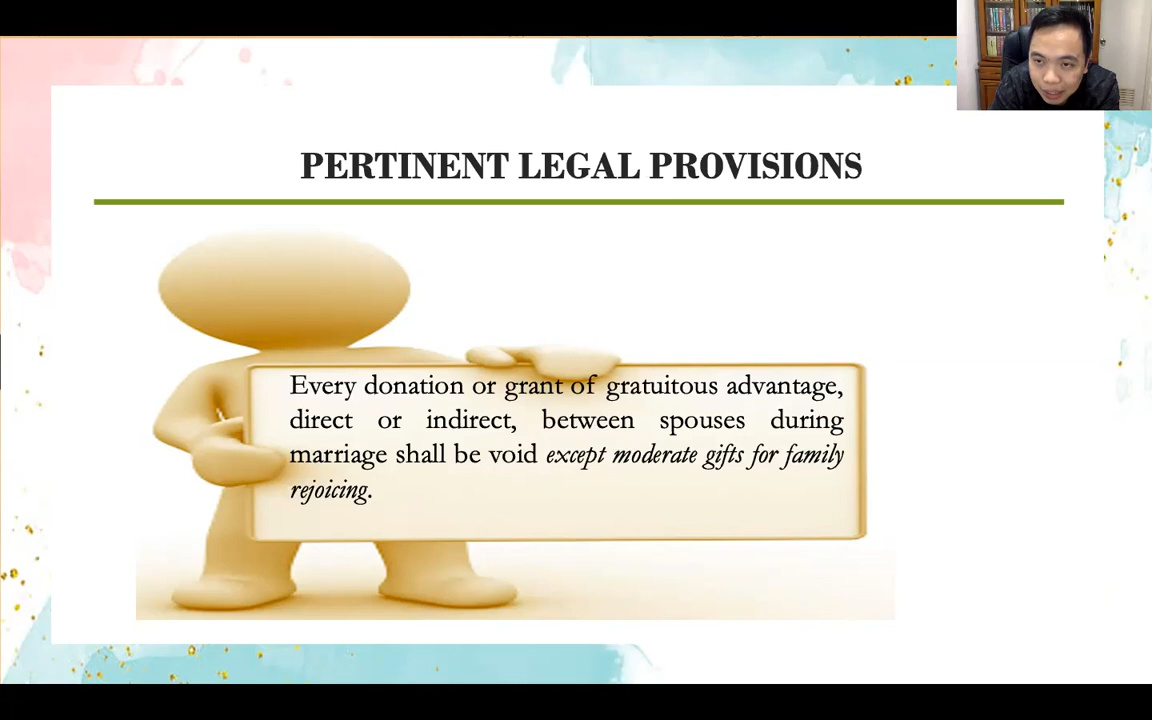 PERTINENT LEGAL PROVISIONS
Every donation or grant of gratuitous advantage,
direct or indirect, between spouses during
marriage shall be void except moderate gifts for family
rejoicing.